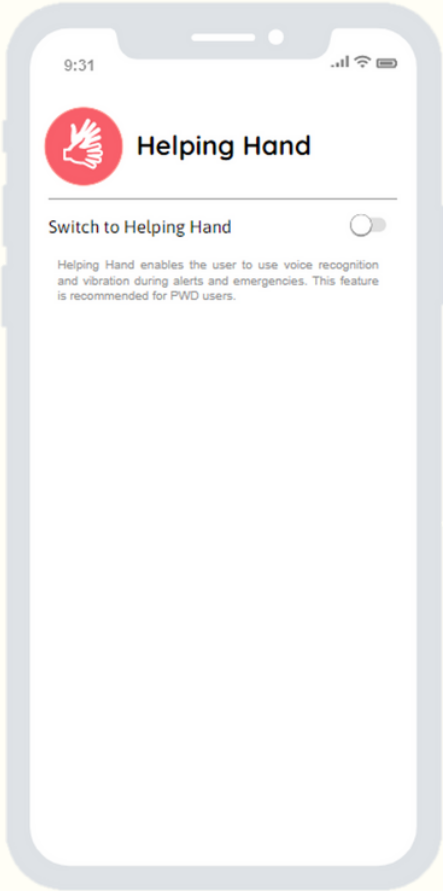 9:31
Helping Hand
Switch to Helping Hand
Helping Hand enables the user to use voice recognition
and vibration during alerts and emergencies. This feature
is recommended for PWD users.